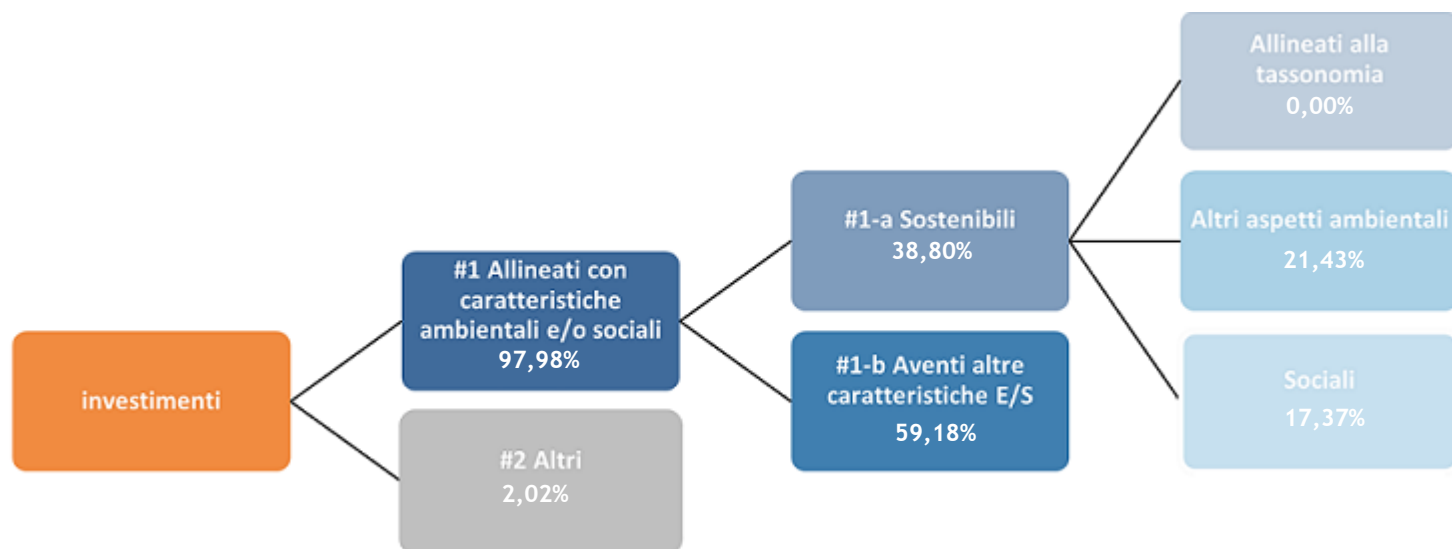 investimenti
#1 Allineati con
caratteristiche
ambientali e/o sociali
97,98%
#2 Altri
2,02%
#1-a Sostenibili
38,80%
#1-b Aventi altre
caratteristiche E/S
59,18%
Allineati alla
tassonomia
0,00%
Altri aspetti ambientali
21,43%
Sociali
17,37%